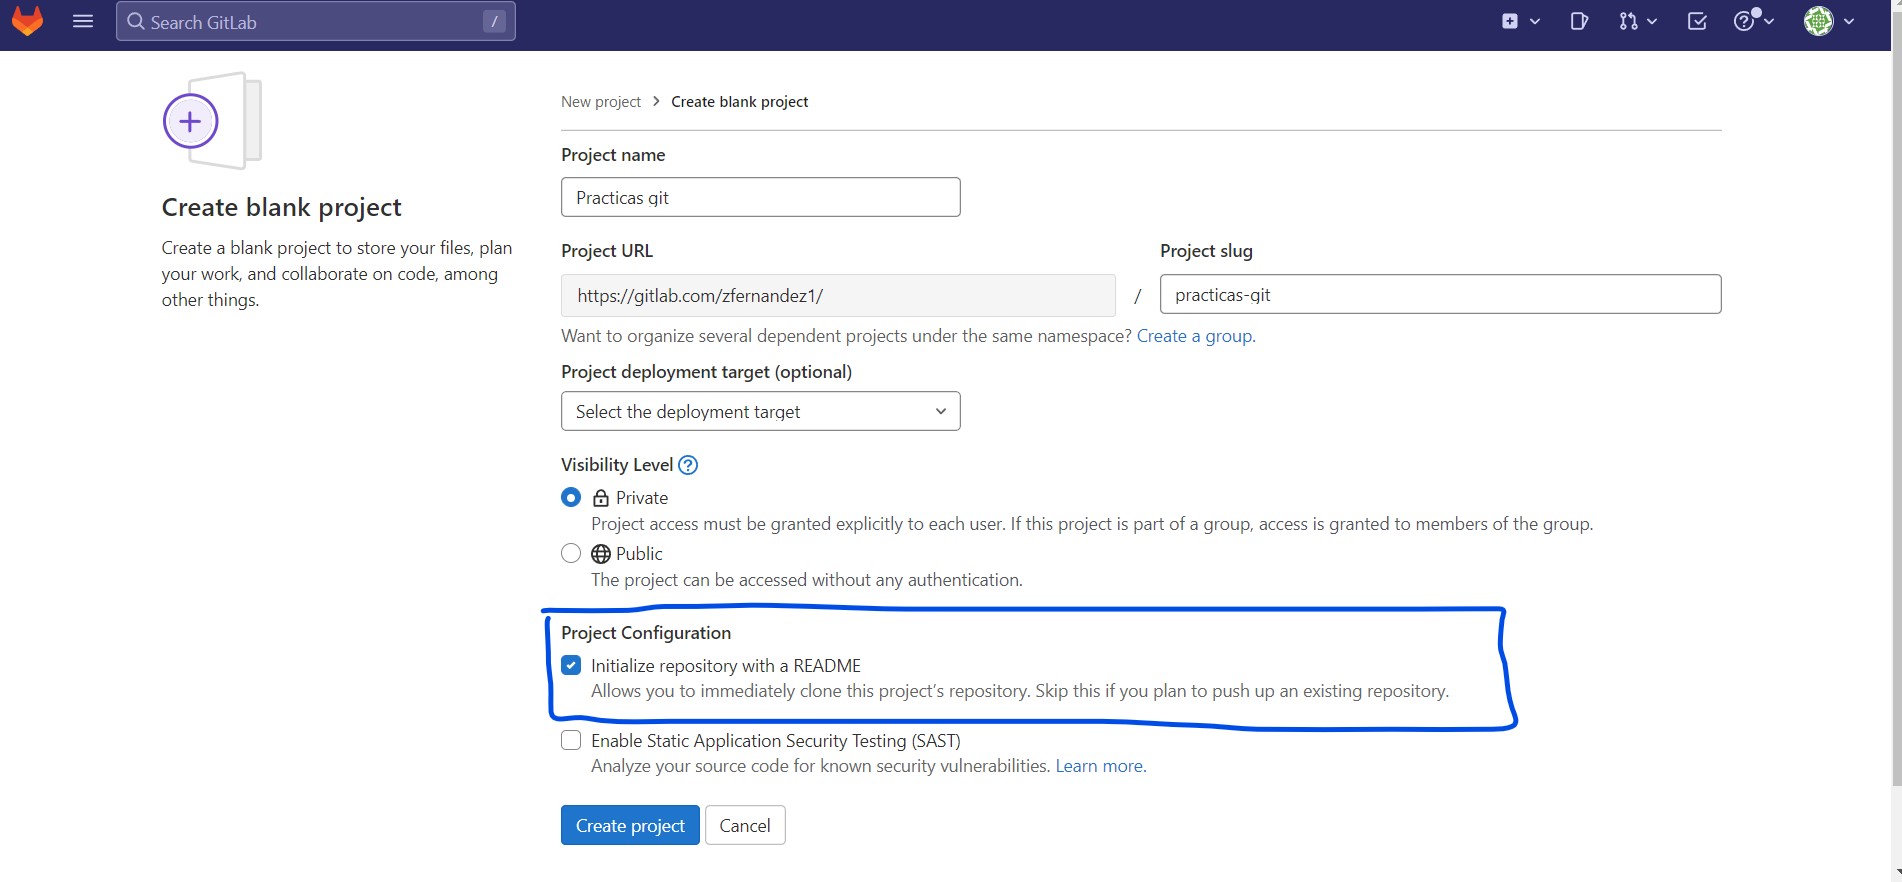 Search GitLab /
New project > Create blank project
Create blank project
Create a blank project to store your files, plan
your work, and collaborate on code, among
other things.
Project name
Practicas git
Project URL
Project slug
https://gitlab.com/zfernandez1/ / practicas-git
Want to organize several dependent projects under the same namespace? Create a group.
Project deployment target (optional)
Select the deployment target
Visibility Level ?
Private
Project access must be granted explicitly to each user. If this project is part of a group, access is granted to members of the group.
Public
The project can be accessed without any authentication.
Project Configuration
Initialize repository with a README
Allows you to immediately clone this project's repository. Skip this if you plan to push up an existing repository.
Enable Static Application Security Testing (SAST)
Analyze your source code for known security vulnerabilities. Learn more.
Create project Cancel